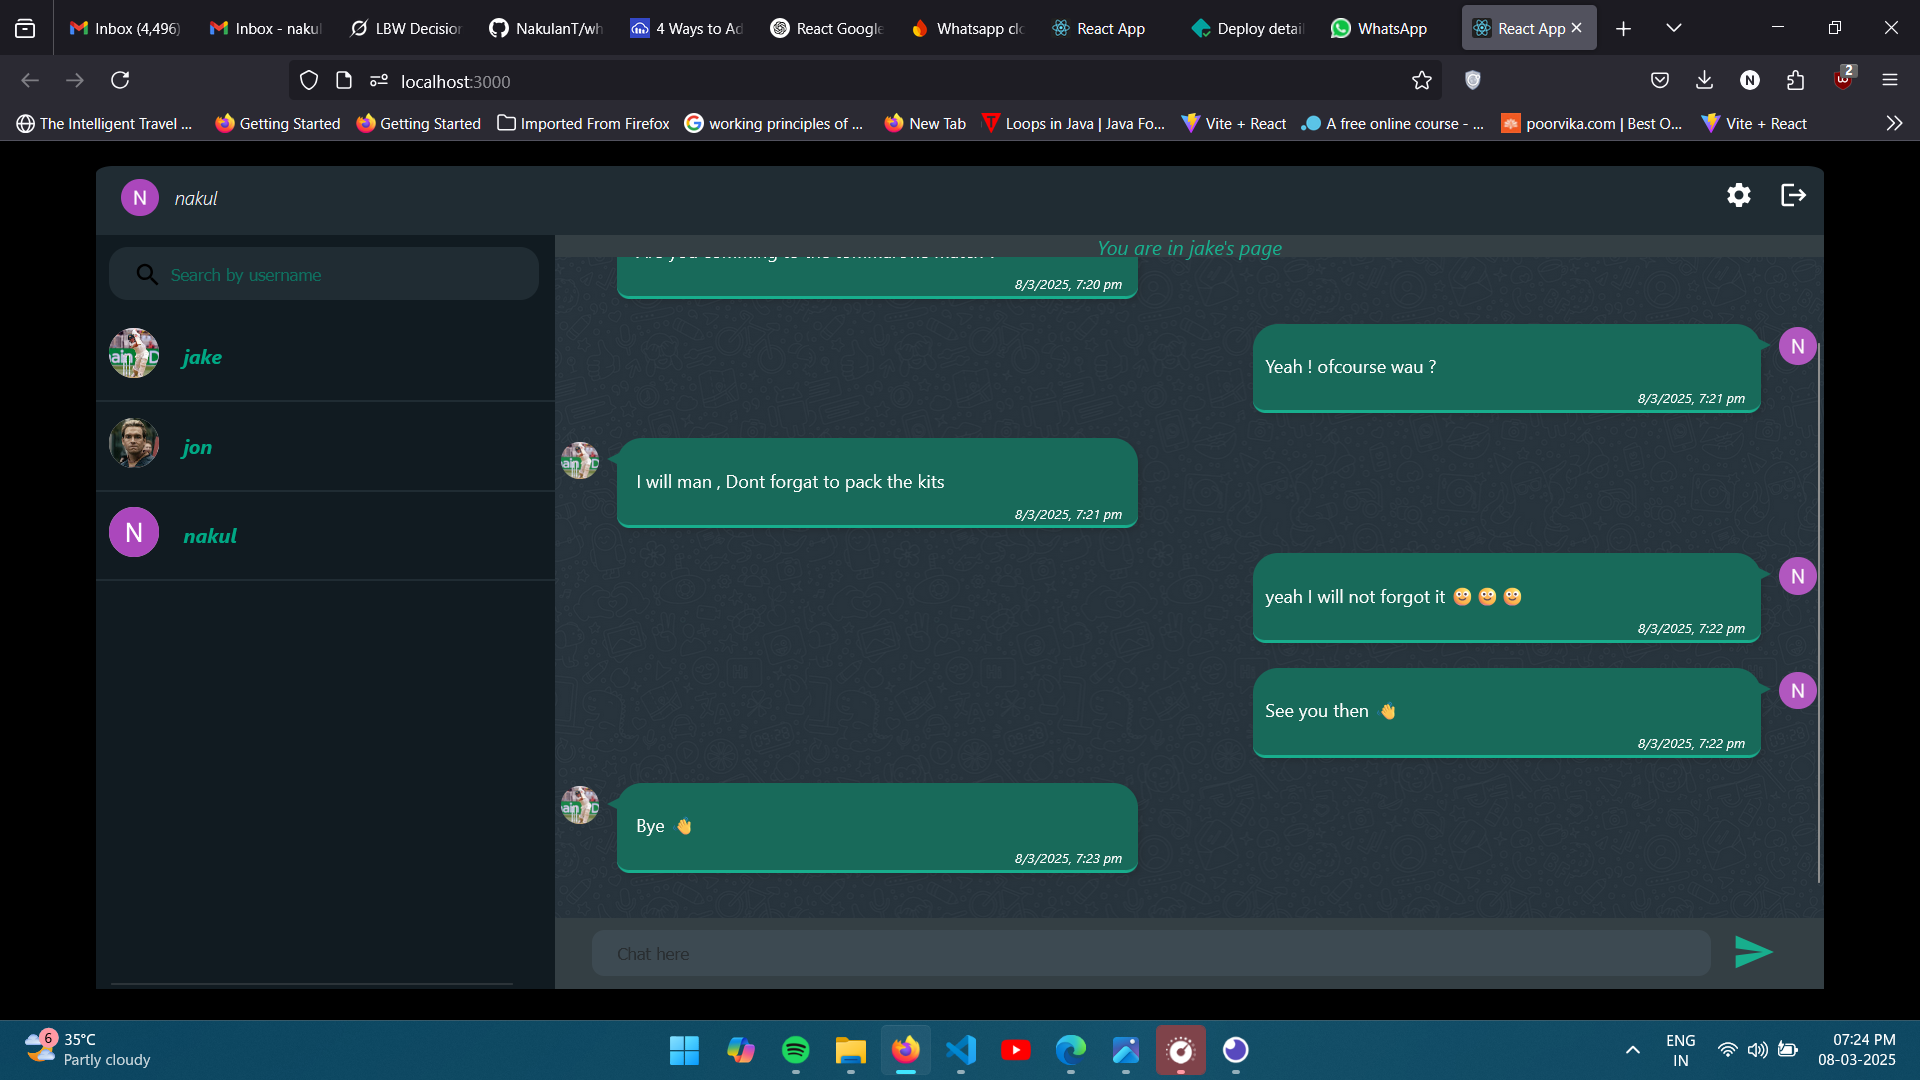 Inbox (4,496)
Inbox - nakul
LBW Decision
NakulanT/wh
4 Ways to Ad
React Google
Whatsapp clo
React App
Deploy detail
WhatsApp
React App
localhost:3000
2
The Intelligent Travel ...
Getting Started
Getting Started
Imported From Firefox
working principles of ...
New Tab
Loops in Java | Java Fo...
Vite + React
A free online course - ...
poorvika.com | Best O...
Vite + React
N nakul
You are in jake's page
Search by username
8/3/2025, 7:20 pm
jake
Yeah ! ofcourse wau ?
N
8/3/2025, 7:21 pm
jon
I will man , Dont forgat to pack the kits
8/3/2025, 7:21 pm
N nakul
yeah I will not forgot it 🙂 🙂 🙂
N
8/3/2025, 7:22 pm
See you then 👋
N
8/3/2025, 7:22 pm
Bye 👋
8/3/2025, 7:23 pm
Chat here
6
35°C
Partly cloudy
ENG
IN
07:24 PM
08-03-2025